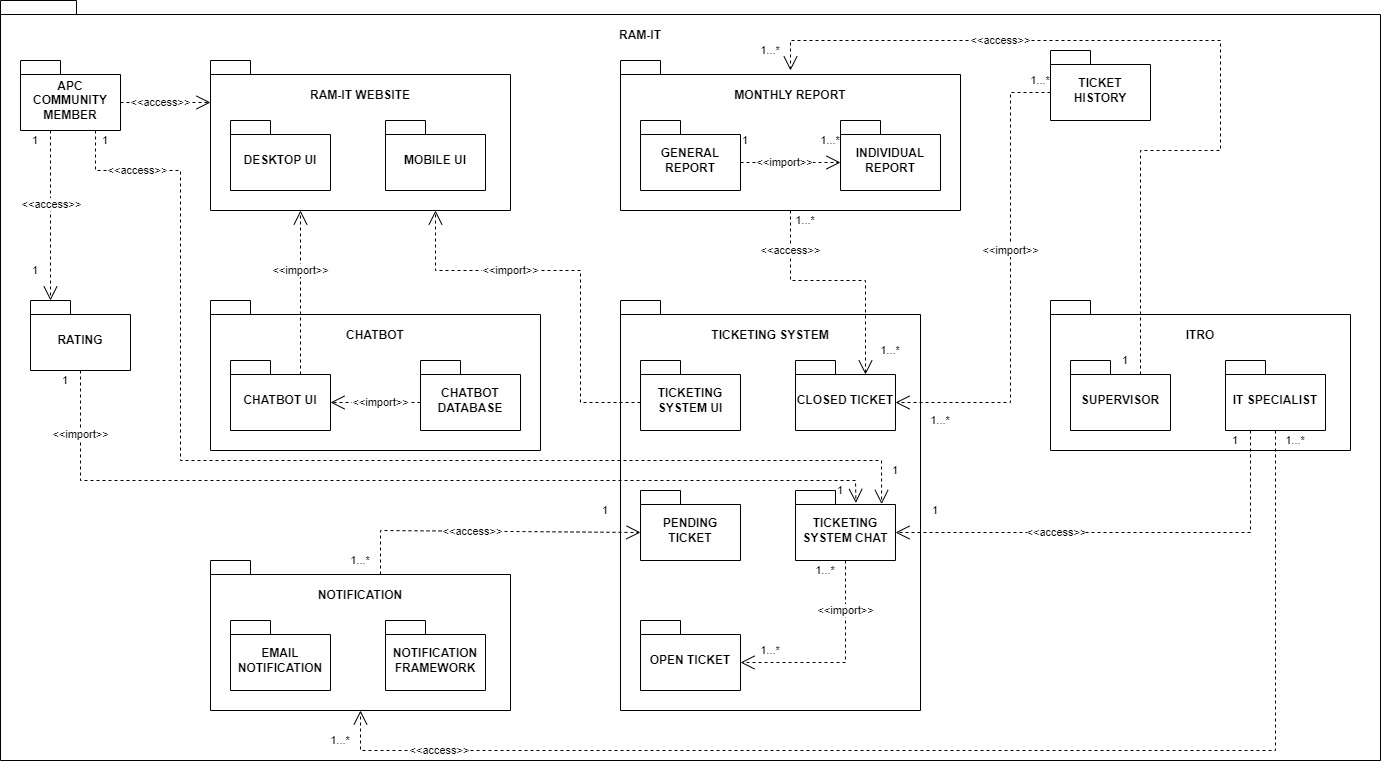 RAM-IT
1...*
<<access>>
APC
COMMUNITY
MEMBER
<<access>>
RAM-IT WEBSITE
MONTHLY REPORT
1...*
TICKET
HISTORY
1
1
DESKTOP UI
MOBILE UI
GENERAL
REPORT
1
<<import>>
1...*
INDIVIDUAL
REPORT
<<access>>
<<access>>
1...*
<<access>>
<<import>>
1
<<import>>
<<import>>
RATING
CHATBOT
TICKETING SYSTEM
ITRO
1...*
1
1
CHATBOT UI
<<import>>
CHATBOT
DATABASE
TICKETING
SYSTEM UI
CLOSED TICKET
1...*
SUPERVISOR
IT SPECIALIST
<<import>>
1
1...*
1
1
1
<<access>>
1
PENDING
TICKET
TICKETING
SYSTEM CHAT
1
<<access>>
1...*
1...*
NOTIFICATION
<<import>>
EMAIL
NOTIFICATION
NOTIFICATION
FRAMEWORK
OPEN TICKET
1...*
1...*
<<access>>